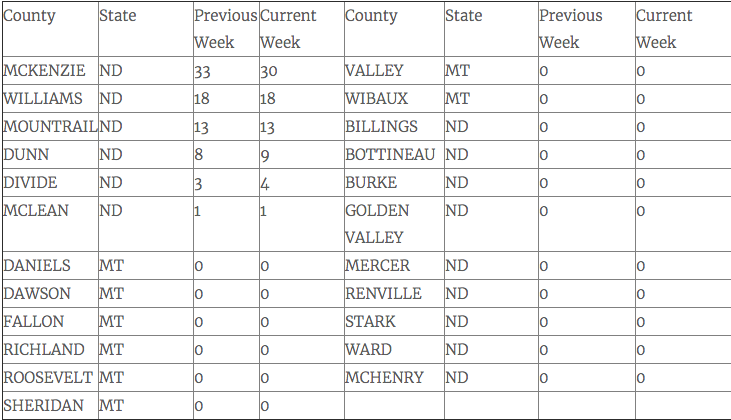 County State Previous Current County State Previous Current
Week Week Week Week
MCKENZIE ND 33 30 VALLEY MT 0 0
WILLIAMS ND 18 18 WIBAUX MT 0 0
MOUNTRAIL ND 13 13 BILLINGS ND 0 0
DUNN ND 8 9 BOTTINEAU ND 0 0
DIVIDE ND 3 4 BURKE ND 0 0
MCLEAN ND 1 1 GOLDEN ND 0 0
VALLEY
DANIELS MT 0 0 MERCER ND 0 0
DAWSON MT 0 0 RENVILLE ND 0 0
FALLON MT 0 0 STARK ND 0 0
RICHLAND MT 0 0 WARD ND 0 0
ROOSEVELT MT 0 0 MCHENRY ND 0 0
SHERIDAN MT 0 0